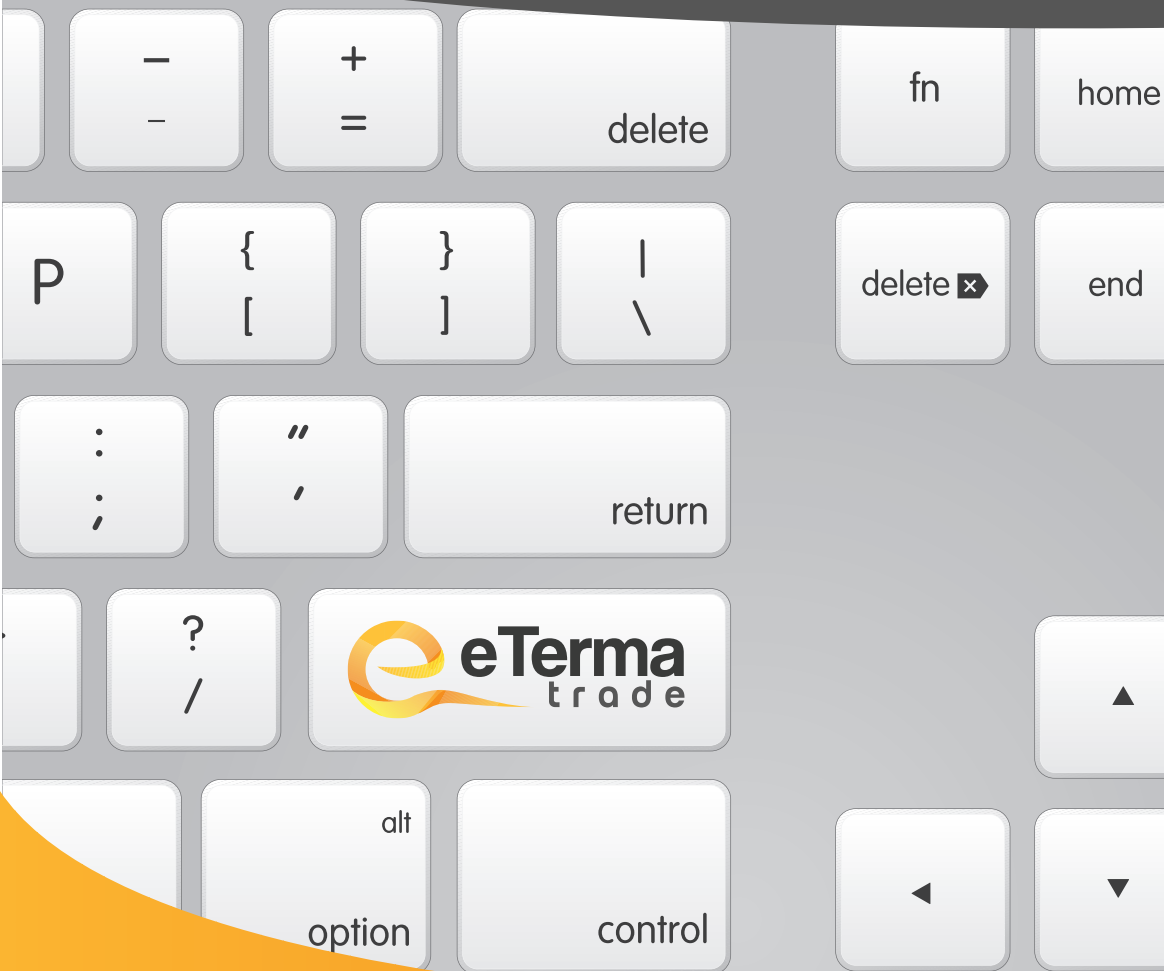 – +
_ = delete
fn home
P { } |
[ ] \
delete end
: "
; ' return
? eTerma
/ trade
alt
option control